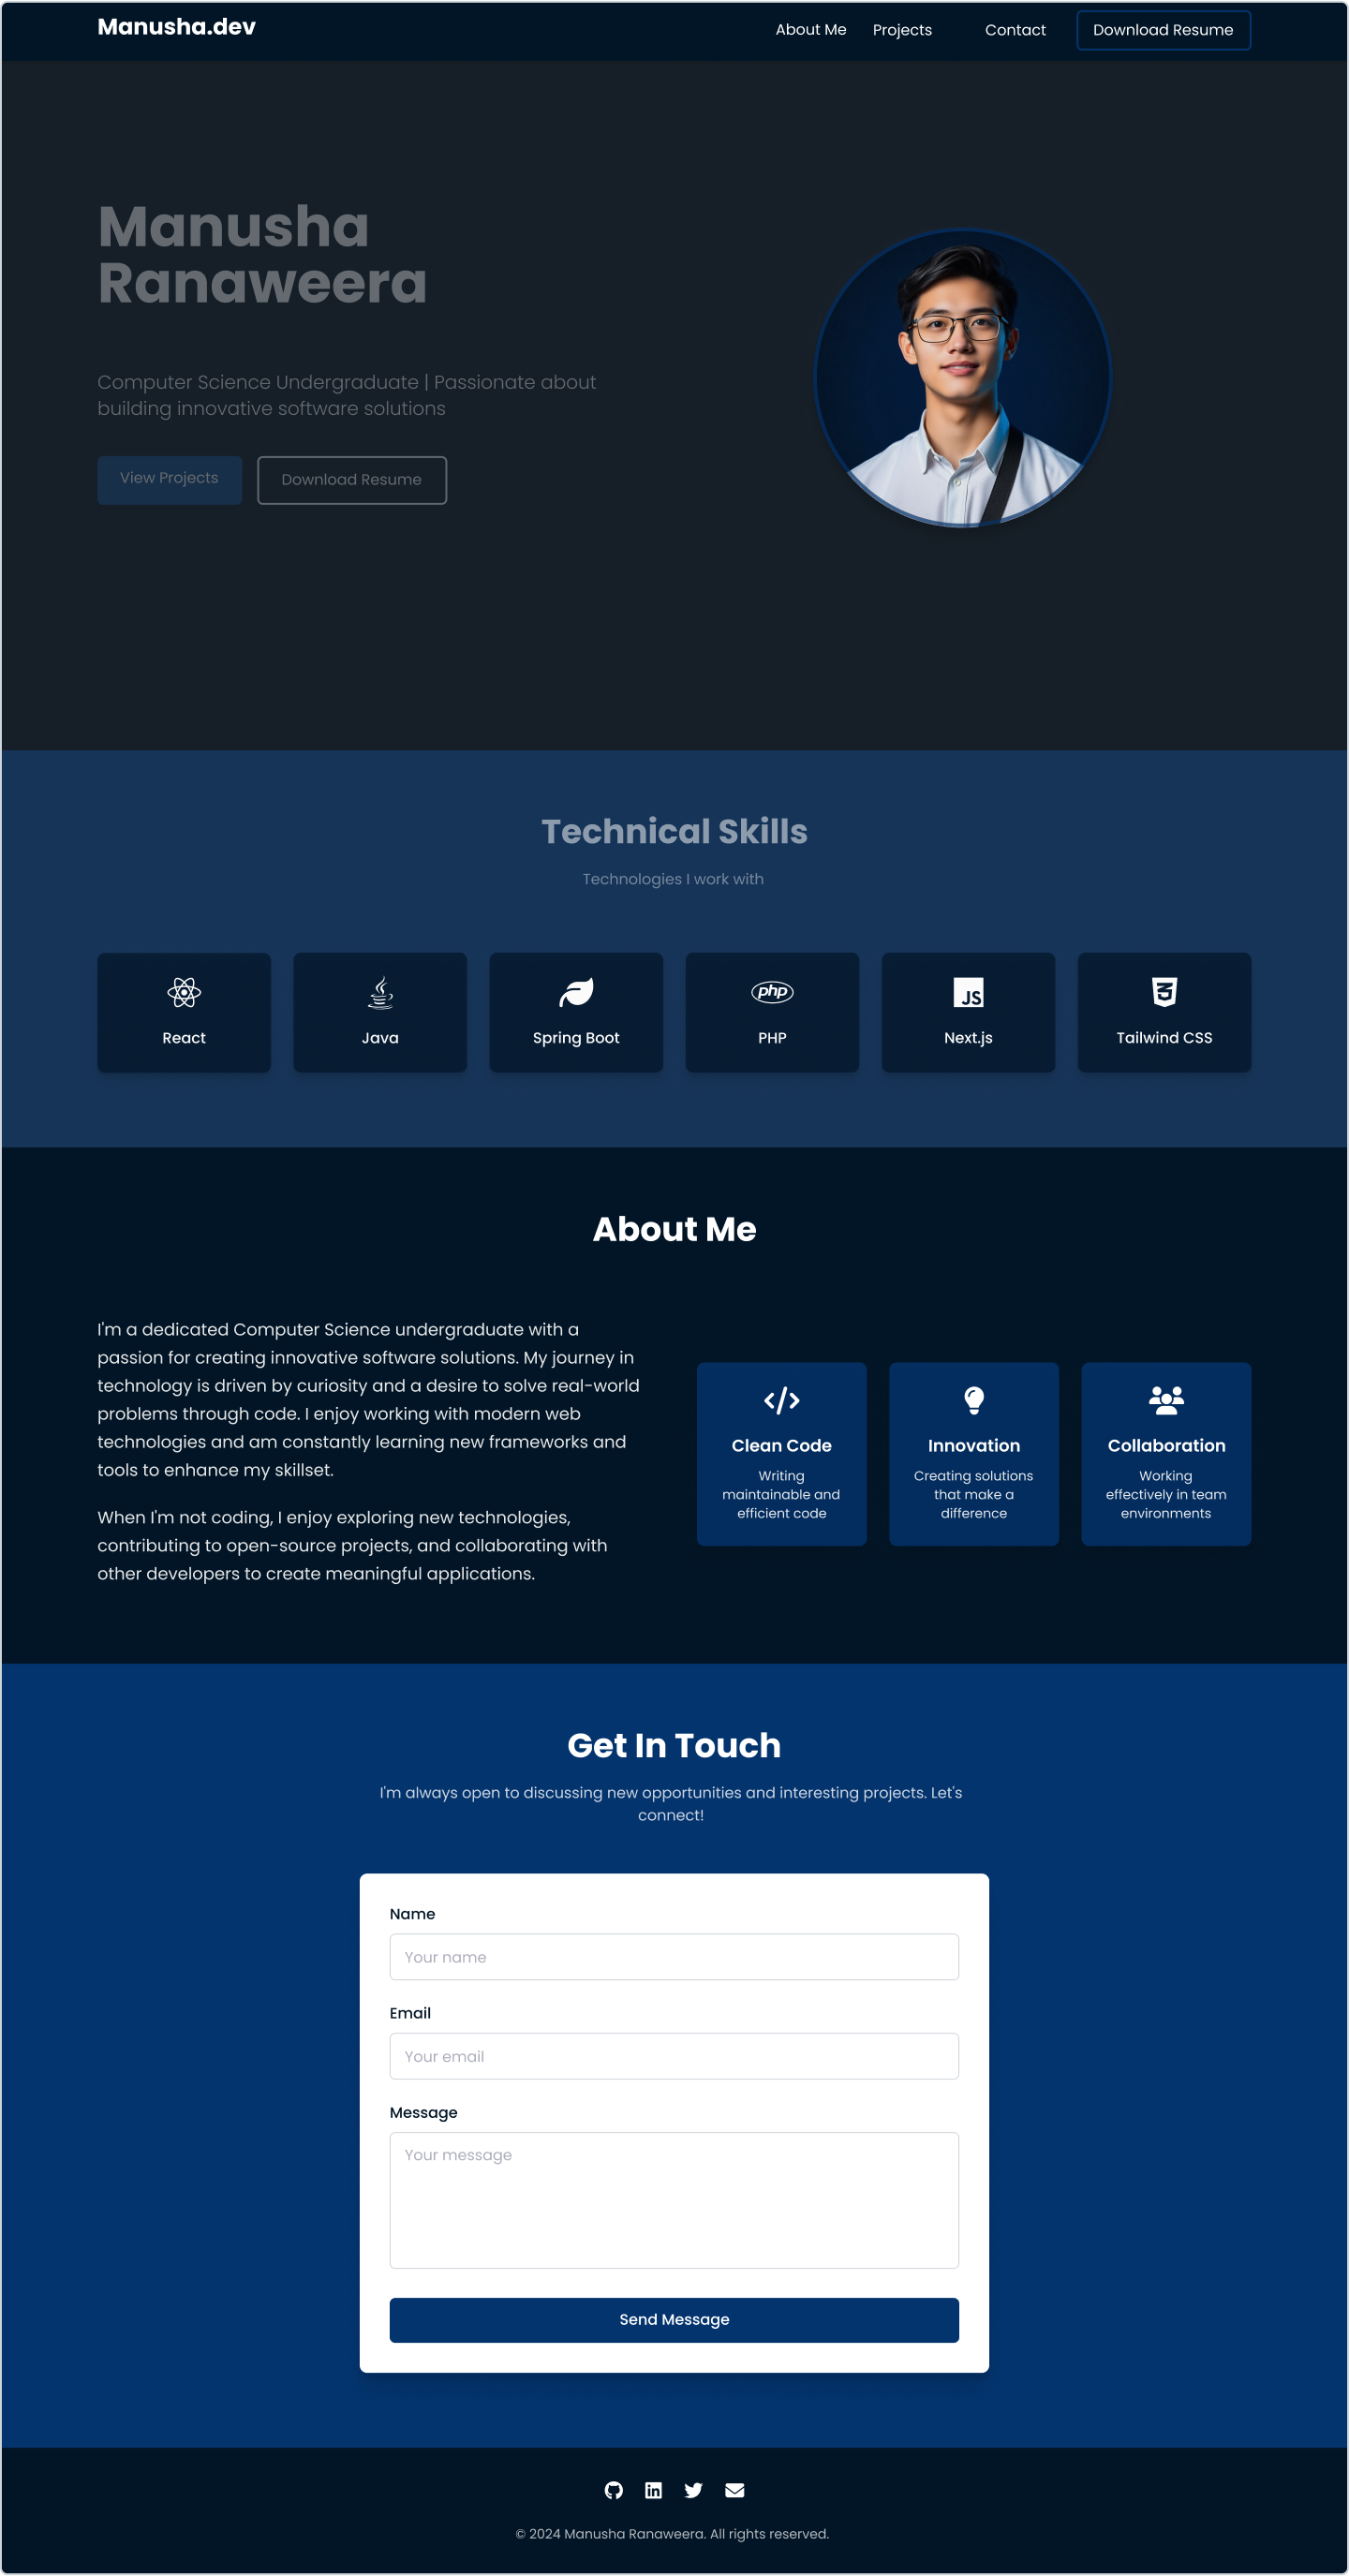 Manusha.dev
About Me
Projects
Contact
Download Resume
Manusha
Ranaweera
Computer Science Undergraduate | Passionate about
building innovative software solutions
View Projects
Download Resume
Technical Skills
Technologies I work with
React
Java
Spring Boot
php
PHP
JS
Next.js
Tailwind CSS
About Me
I'm a dedicated Computer Science undergraduate with a
passion for creating innovative software solutions. My journey in
technology is driven by curiosity and a desire to solve real-world
problems through code. I enjoy working with modern web
technologies and am constantly learning new frameworks and
tools to enhance my skillset.
When I'm not coding, I enjoy exploring new technologies,
contributing to open-source projects, and collaborating with
other developers to create meaningful applications.
Clean Code
Writing
maintainable and
efficient code
Innovation
Creating solutions
that make a
difference
Collaboration
Working
effectively in team
environments
Get In Touch
I'm always open to discussing new opportunities and interesting projects. Let's
connect!
Name
Your name
Email
Your email
Message
Your message
Send Message
© 2024 Manusha Ranaweera. All rights reserved.